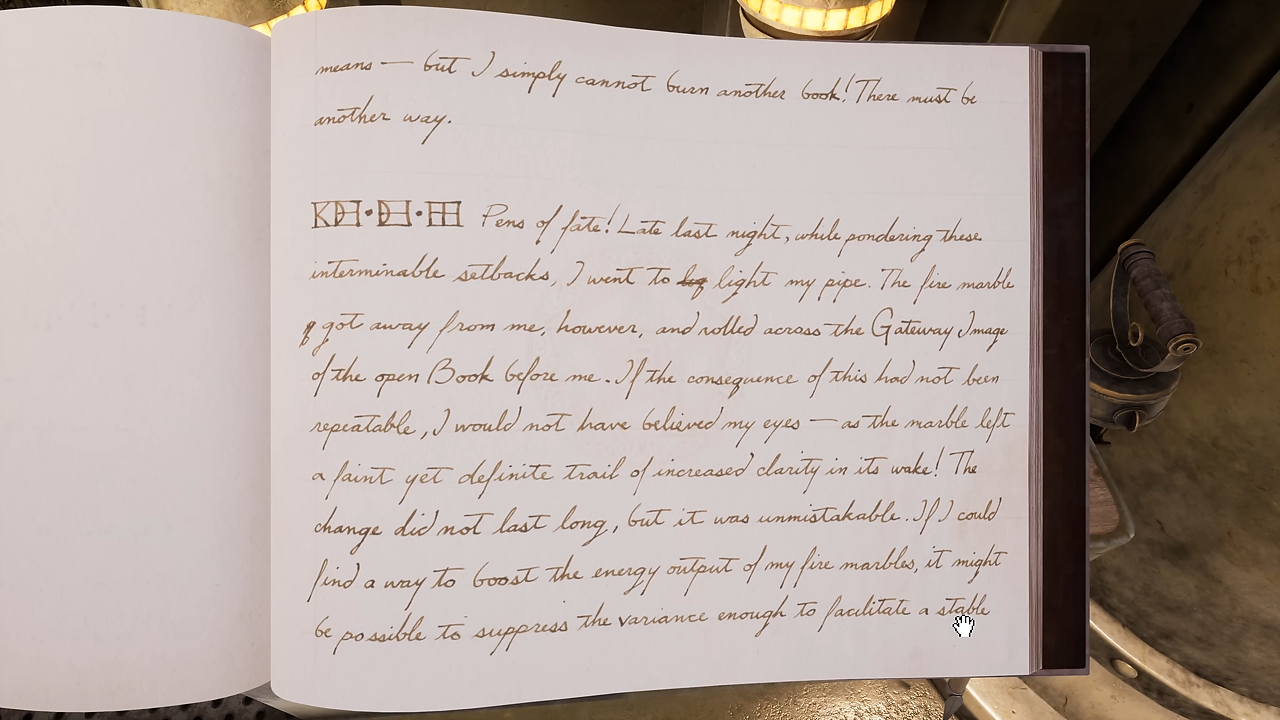 means — but I simply cannot burn another book! There must be
another way.
Pens of fate! Late last night, while pondering these
interminable setbacks, I went to light my pipe. The fire marble
got away from me, however, and rolled across the Gateway Image
of the open Book before me. If the consequence of this had not been
repeatable, I would not have believed my eyes — as the marble left
a faint yet definite trail of increased clarity in its wake! The
change did not last long, but it was unmistakable. If I could
find a way to boost the energy output of my fire marbles, it might
be possible to suppress the variance enough to facilitate a stable